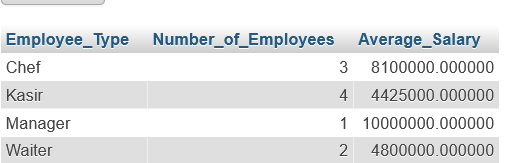 Employee_Type Number_of_Employees Average_Salary
Chef 3 8100000.000000
Kasir 4 4425000.000000
Manager 1 10000000.000000
Waiter 2 4800000.000000